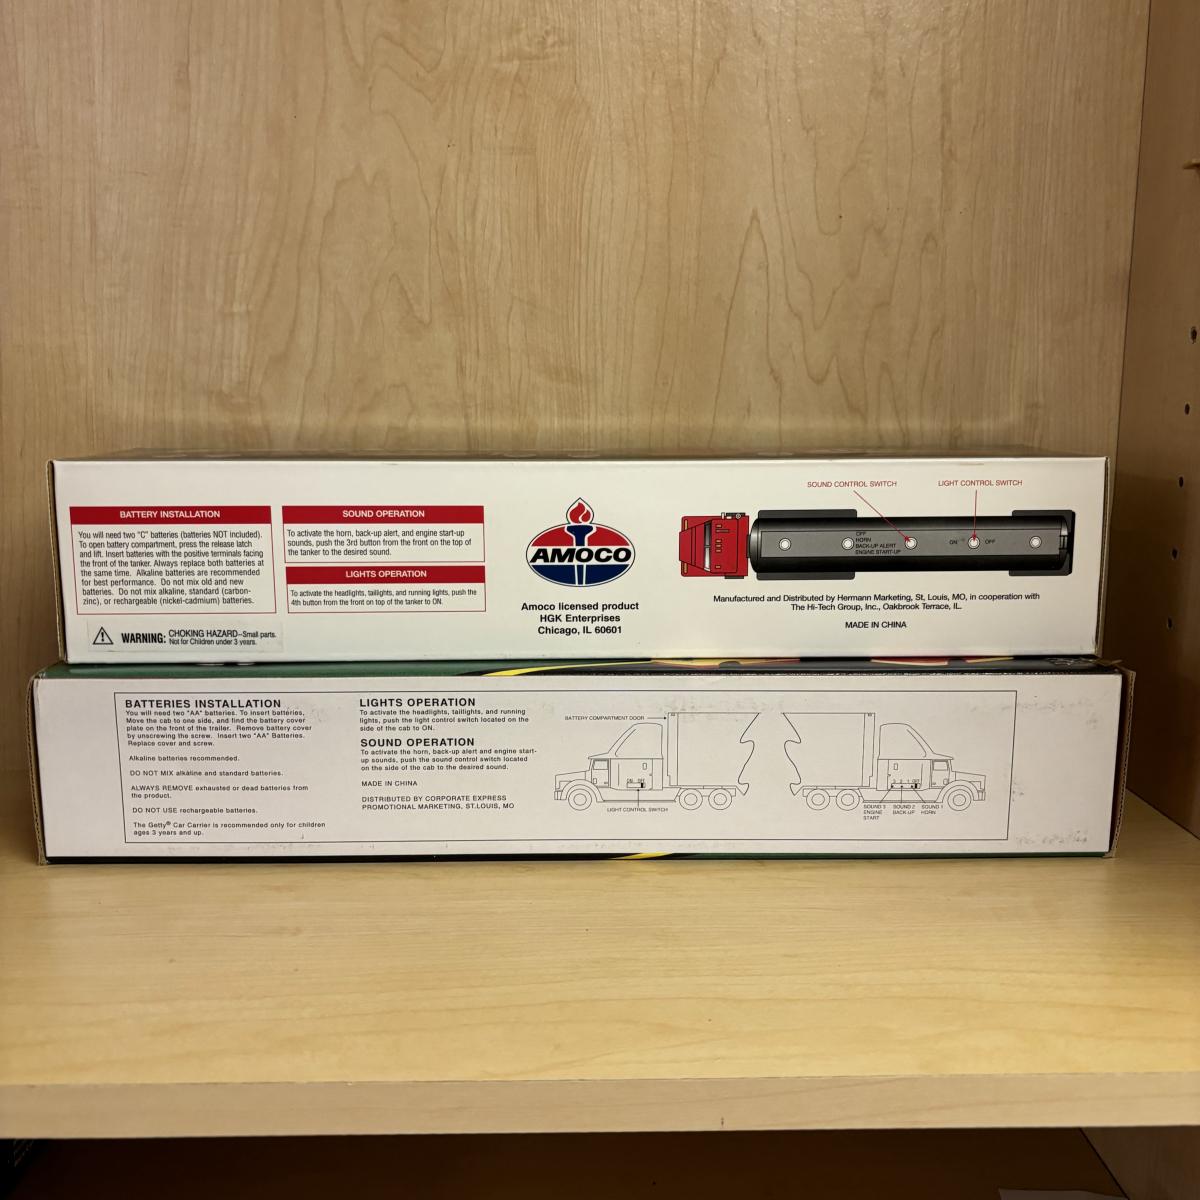 BATTERY INSTALLATION
You will need two "C" batteries (batteries NOT included).
To open battery compartment, press the release latch
and lift. Insert batteries with the positive terminals facing
the front of the tanker. Always replace both batteries at
the same time. Alkaline batteries are recommended
for best performance. Do not mix old and new
batteries. Do not mix alkaline, standard (carbon-
zinc), or rechargeable (nickel-cadmium) batteries.
WARNING: CHOKING HAZARD--Small parts.
Not for Children under 3 years.
SOUND OPERATION
To activate the horn, back-up alert, and engine start-up
sounds, push the 3rd button from the front on the top of
the tanker to the desired sound.
LIGHTS OPERATION
To activate the headlights, taillights, and running lights, push the
4th button from the front on top of the tanker to ON.
AMOCO
Amoco licensed product
HGK Enterprises
Chicago, IL 60601
SOUND CONTROL SWITCH
LIGHT CONTROL SWITCH
OFF
HORN
BACK-UP ALERT
ENGINE START-UP
ON
OFF
Manufactured and Distributed by Hermann Marketing, St, Louis, MO, in cooperation with
The Hi-Tech Group, Inc., Oakbrook Terrace, IL.
MADE IN CHINA
BATTERIES INSTALLATION
You will need two "AA" batteries. To insert batteries,
Move the cab to one side, and find the battery cover
plate on the front of the trailer. Remove battery cover
by unscrewing the screw. Insert two "AA" Batteries.
Replace cover and screw.
Alkaline batteries recommended.
DO NOT MIX alkaline and standard batteries.
ALWAYS REMOVE exhausted or dead batteries from
the product.
DO NOT USE rechargeable batteries.
The Getty® Car Carrier is recommended only for children
ages 3 years and up.
LIGHTS OPERATION
To activate the headlights, taillights, and running
lights, push the light control switch located on the
side of the cab to ON.
SOUND OPERATION
To activate the horn, back-up alert and engine start-
up sounds, push the sound control switch located
on the side of the cab to the desired sound.
MADE IN CHINA
DISTRIBUTED BY CORPORATE EXPRESS
PROMOTIONAL MARKETING, ST.LOUIS, MO
BATTERY COMPARTMENT DOOR
ON OFF
LIGHT CONTROL SWITCH
3 2 1 OFF
SOUND 3
ENGINE
START
SOUND 2
BACK-UP
SOUND 1
HORN